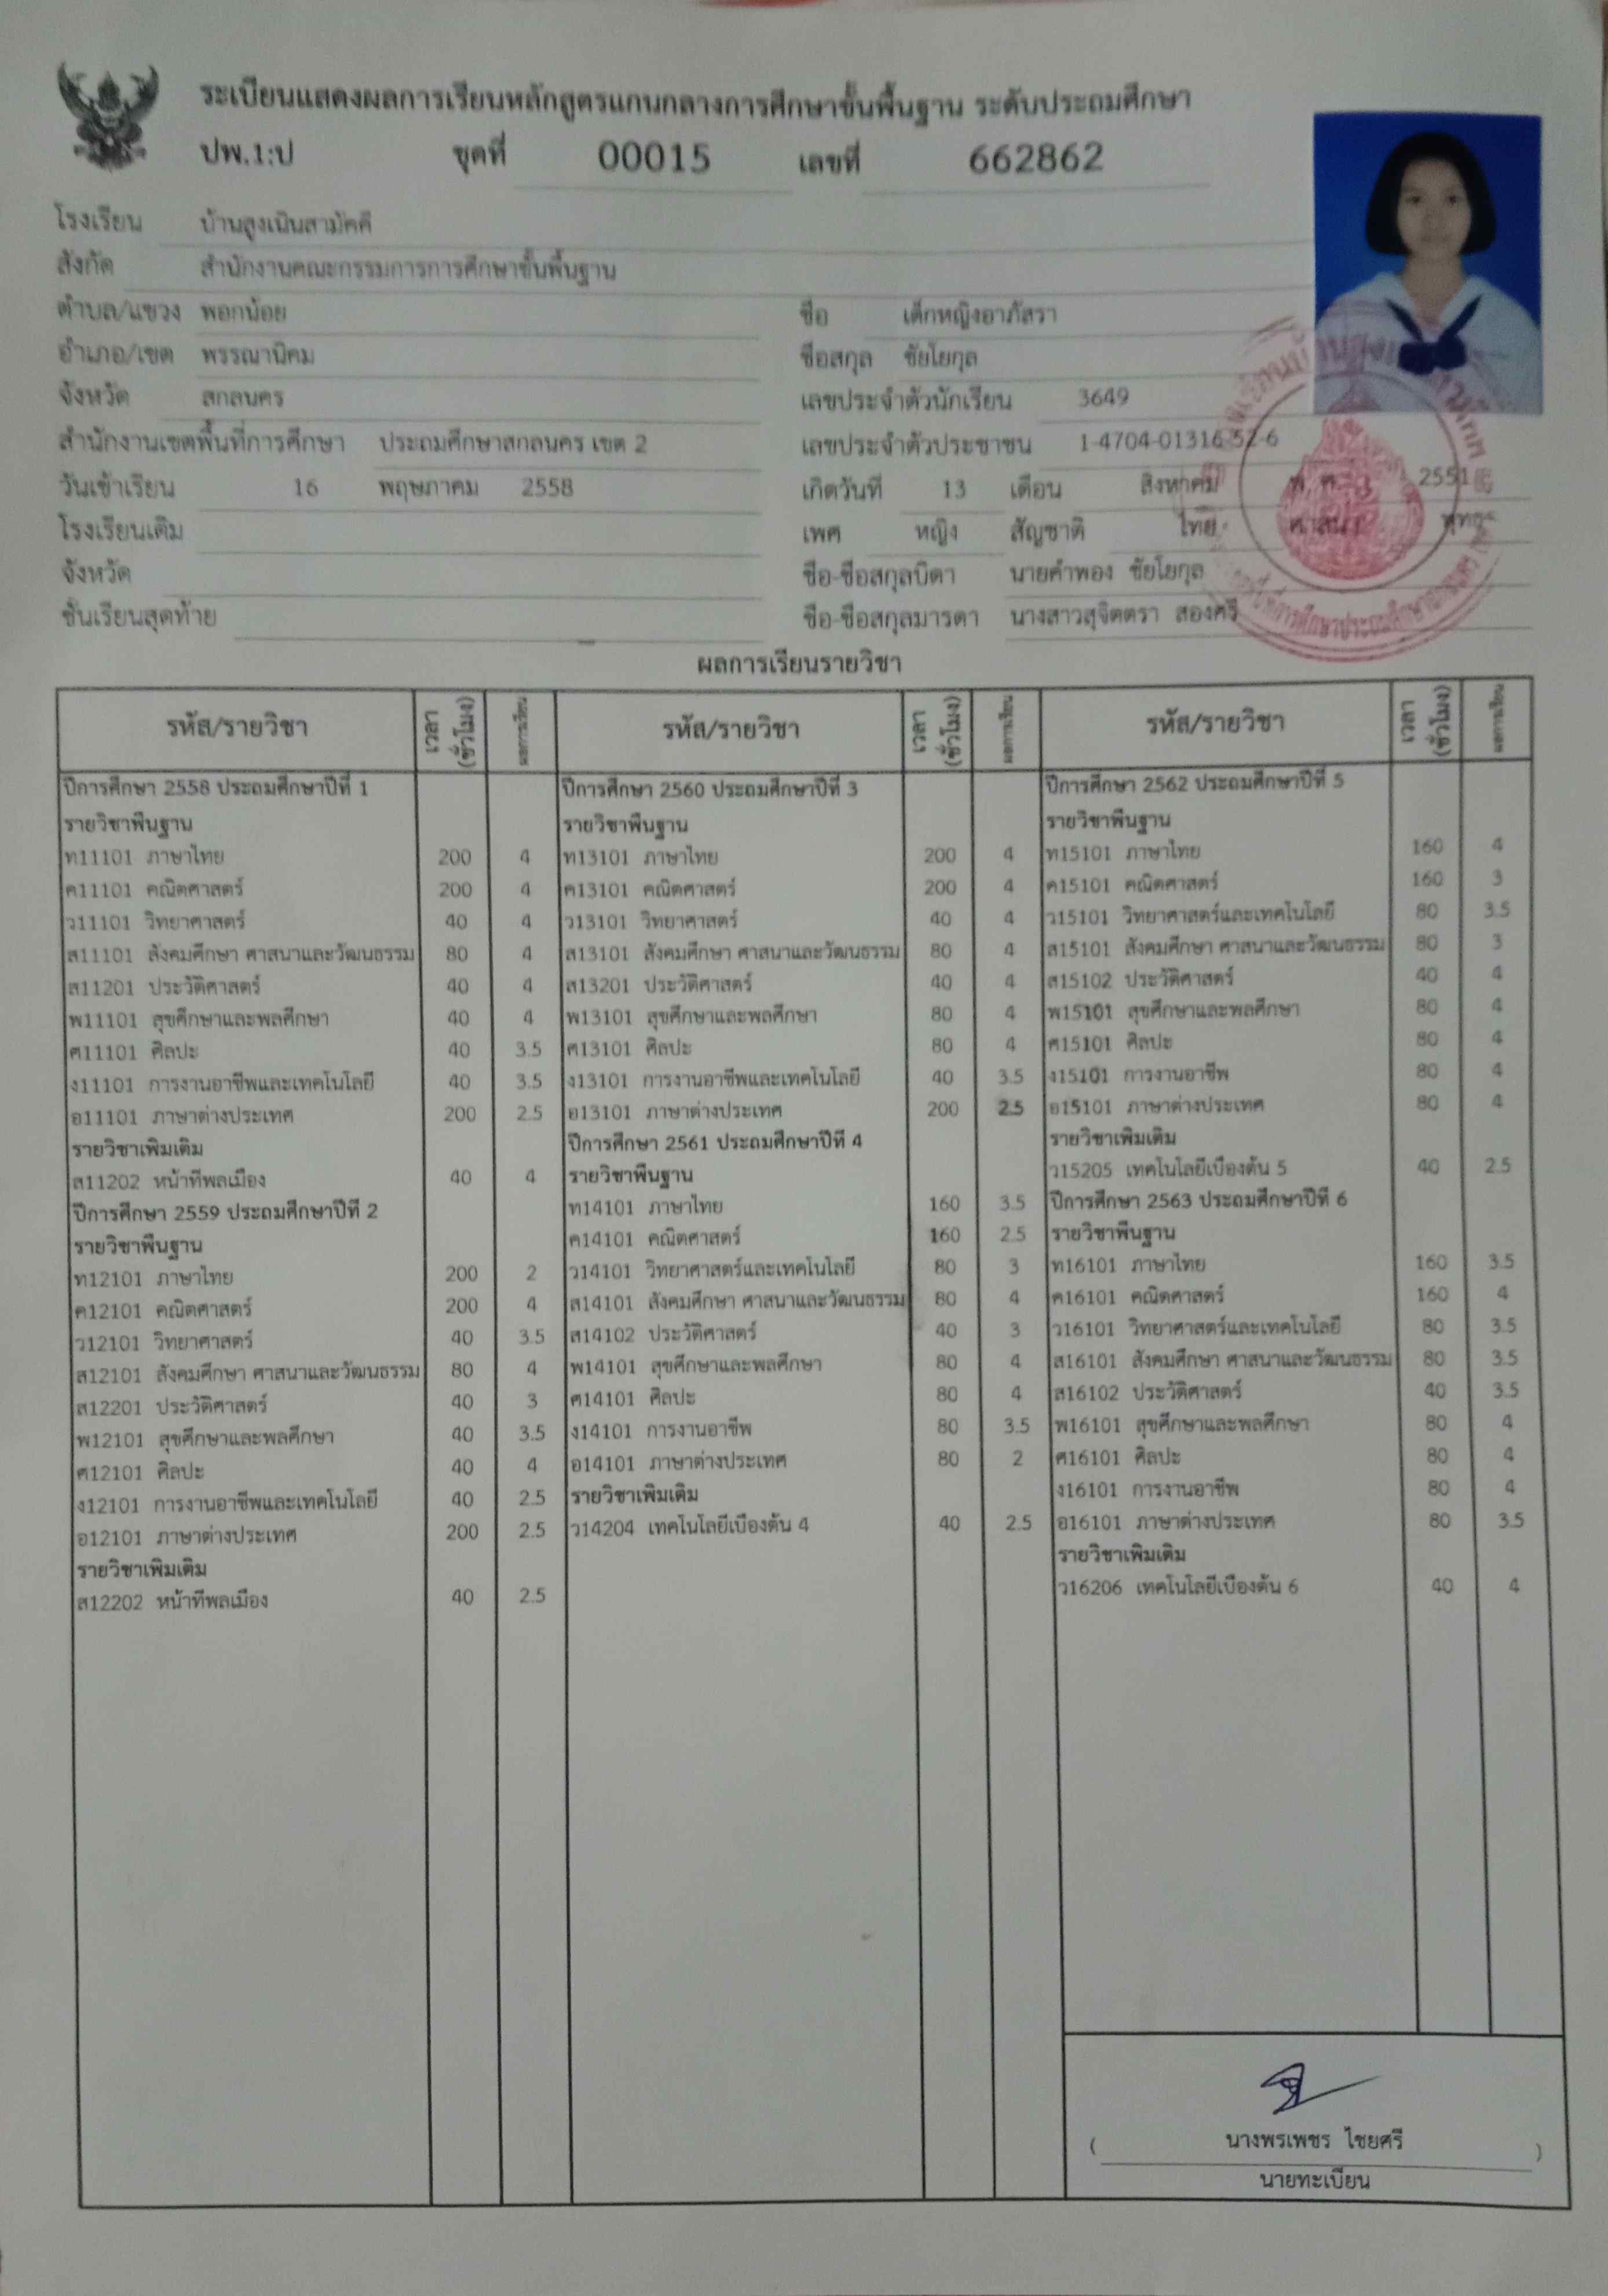 ระเบียนแสดงผลการเรียนหลักสูตรแกนกลางการศึกษาขั้นพื้นฐาน ระดับประถมศึกษา
ปพ.1:ป ชุดที่ 00015 เลขที่ 662862
โรงเรียน บ้านสูงเนินสามัคคี
สังกัด สำนักงานคณะกรรมการการศึกษาขั้นพื้นฐาน
ตำบล/แขวง พอกน้อย
อำเภอ/เขต พรรณานิคม
จังหวัด สกลนคร
สำนักงานเขตพื้นที่การศึกษา ประถมศึกษาสกลนคร เขต 2
วันเข้าเรียน 16 พฤษภาคม 2558
โรงเรียนเดิม
จังหวัด
ชั้นเรียนสุดท้าย
ชื่อ เด็กหญิงอาภัสรา
ชื่อสกุล ชัยโยกุล
เลขประจำตัวนักเรียน 3649
เลขประจำตัวประชาชน 1-4704-01316-52-6
เกิดวันที่ 13 เดือน สิงหาคม พ.ศ. 2551
เพศ หญิง สัญชาติ ไทย ศาสนา พุทธ
ชื่อ-ชื่อสกุลบิดา นายคำพอง ชัยโยกุล
ชื่อ-ชื่อสกุลมารดา นางสาวสุจิตตรา สองศรี
ผลการเรียนรายวิชา
รหัส/รายวิชา เวลา (ชั่วโมง) ผลการเรียน
ปีการศึกษา 2558 ประถมศึกษาปีที่ 1
รายวิชาพื้นฐาน
ท11101 ภาษาไทย 200 4
ค11101 คณิตศาสตร์ 200 4
ว11101 วิทยาศาสตร์ 40 4
ส11101 สังคมศึกษา ศาสนาและวัฒนธรรม 80 4
ส11201 ประวัติศาสตร์ 40 4
พ11101 สุขศึกษาและพลศึกษา 40 4
ศ11101 ศิลปะ 40 3.5
ง11101 การงานอาชีพและเทคโนโลยี 40 3.5
อ11101 ภาษาต่างประเทศ 200 2.5
รายวิชาเพิ่มเติม
ส11202 หน้าที่พลเมือง 40 4
ปีการศึกษา 2559 ประถมศึกษาปีที่ 2
รายวิชาพื้นฐาน
ท12101 ภาษาไทย 200 2
ค12101 คณิตศาสตร์ 200 4
ว12101 วิทยาศาสตร์ 40 3.5
ส12101 สังคมศึกษา ศาสนาและวัฒนธรรม 80 4
ส12201 ประวัติศาสตร์ 40 3
พ12101 สุขศึกษาและพลศึกษา 40 3.5
ศ12101 ศิลปะ 40 4
ง12101 การงานอาชีพและเทคโนโลยี 40 2.5
อ12101 ภาษาต่างประเทศ 200 2.5
รายวิชาเพิ่มเติม
ส12202 หน้าที่พลเมือง 40 2.5
รหัส/รายวิชา เวลา (ชั่วโมง) ผลการเรียน
ปีการศึกษา 2560 ประถมศึกษาปีที่ 3
รายวิชาพื้นฐาน
ท13101 ภาษาไทย 200 4
ค13101 คณิตศาสตร์ 200 4
ว13101 วิทยาศาสตร์ 40 4
ส13101 สังคมศึกษา ศาสนาและวัฒนธรรม 80 4
ส13201 ประวัติศาสตร์ 40 4
พ13101 สุขศึกษาและพลศึกษา 80 4
ศ13101 ศิลปะ 80 4
ง13101 การงานอาชีพและเทคโนโลยี 40 3.5
อ13101 ภาษาต่างประเทศ 200 2.5
ปีการศึกษา 2561 ประถมศึกษาปีที่ 4
รายวิชาพื้นฐาน
ท14101 ภาษาไทย 160 3.5
ค14101 คณิตศาสตร์ 160 2.5
ว14101 วิทยาศาสตร์และเทคโนโลยี 80 3
ส14101 สังคมศึกษา ศาสนาและวัฒนธรรม 80 4
ส14102 ประวัติศาสตร์ 40 3
พ14101 สุขศึกษาและพลศึกษา 80 4
ศ14101 ศิลปะ 80 4
ง14101 การงานอาชีพ 80 3.5
อ14101 ภาษาต่างประเทศ 80 2
รายวิชาเพิ่มเติม
ว14204 เทคโนโลยีเบื้องต้น 4 40 2.5
รหัส/รายวิชา เวลา (ชั่วโมง) ผลการเรียน
ปีการศึกษา 2562 ประถมศึกษาปีที่ 5
รายวิชาพื้นฐาน
ท15101 ภาษาไทย 160 4
ค15101 คณิตศาสตร์ 160 3
ว15101 วิทยาศาสตร์และเทคโนโลยี 80 3.5
ส15101 สังคมศึกษา ศาสนาและวัฒนธรรม 80 3
ส15102 ประวัติศาสตร์ 40 4
พ15101 สุขศึกษาและพลศึกษา 80 4
ศ15101 ศิลปะ 80 4
ง15101 การงานอาชีพ 80 4
อ15101 ภาษาต่างประเทศ 80 4
รายวิชาเพิ่มเติม
ว15205 เทคโนโลยีเบื้องต้น 5 40 2.5
ปีการศึกษา 2563 ประถมศึกษาปีที่ 6
รายวิชาพื้นฐาน
ท16101 ภาษาไทย 160 3.5
ค16101 คณิตศาสตร์ 160 4
ว16101 วิทยาศาสตร์และเทคโนโลยี 80 3.5
ส16101 สังคมศึกษา ศาสนาและวัฒนธรรม 80 3.5
ส16102 ประวัติศาสตร์ 40 3.5
พ16101 สุขศึกษาและพลศึกษา 80 4
ศ16101 ศิลปะ 80 4
ง16101 การงานอาชีพ 80 4
อ16101 ภาษาต่างประเทศ 80 3.5
รายวิชาเพิ่มเติม
ว16206 เทคโนโลยีเบื้องต้น 6 40 4
( นางพรเพชร ไชยศรี )
นายทะเบียน